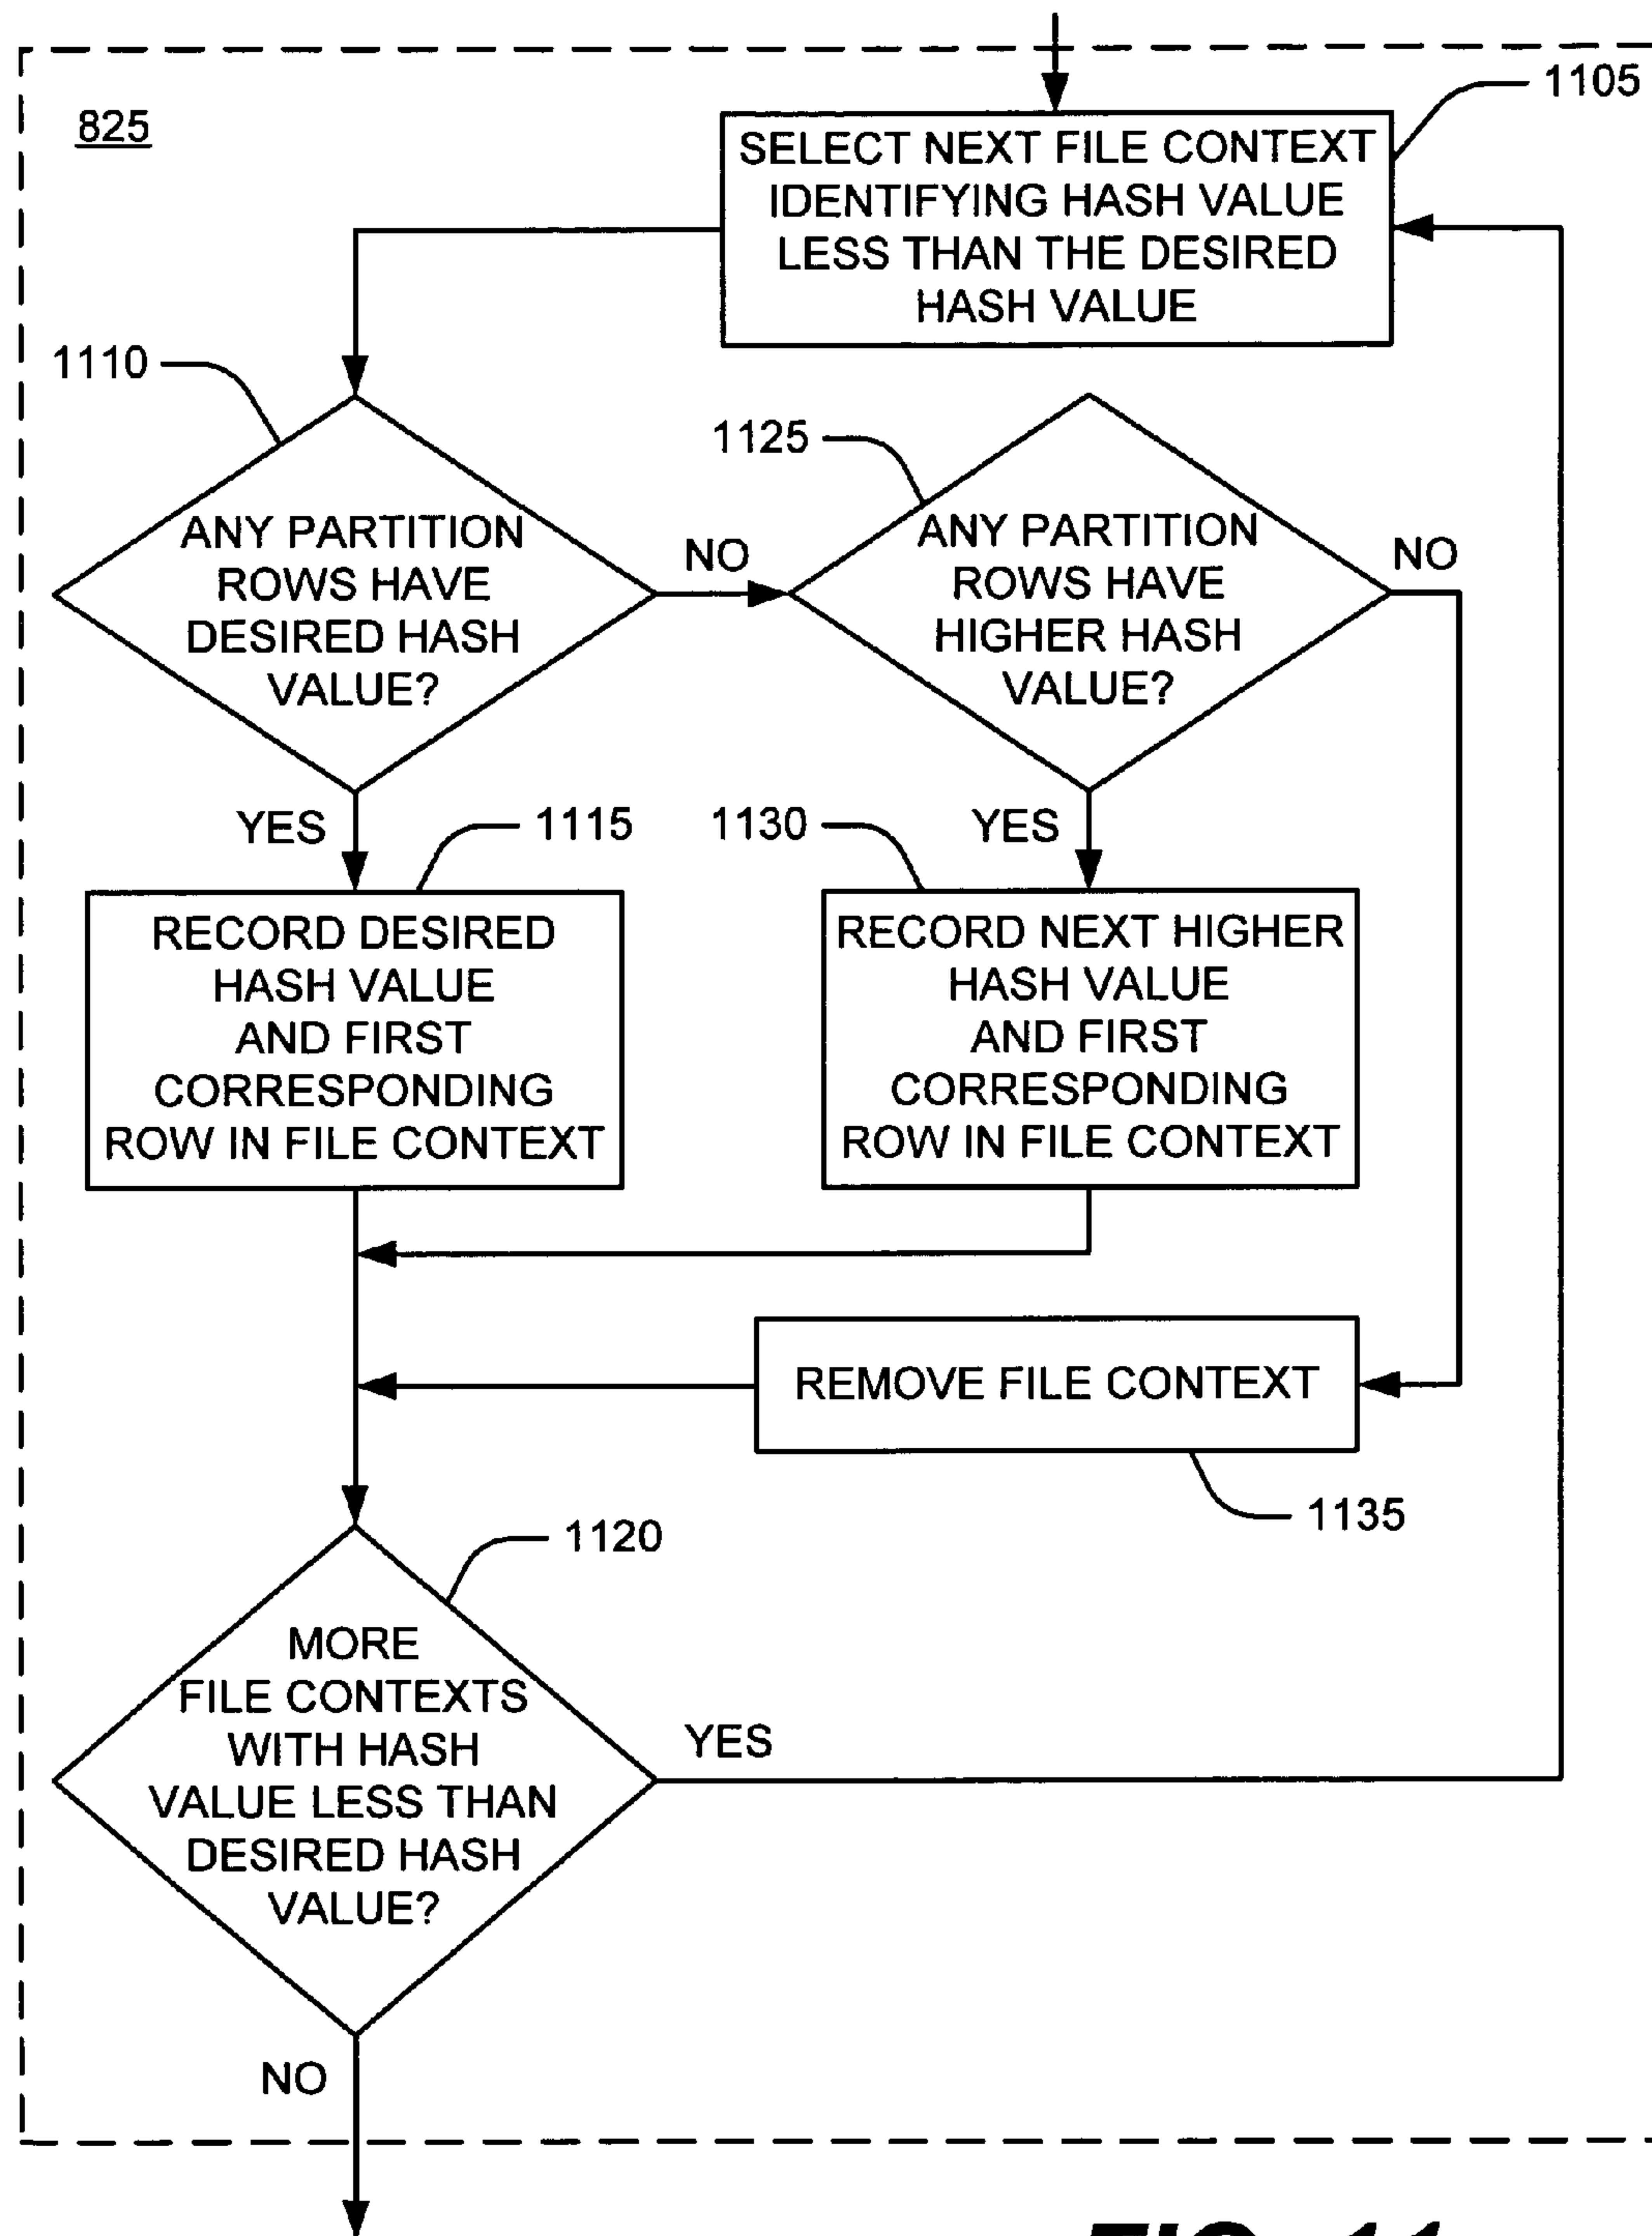 825
1105
SELECT NEXT FILE CONTEXT
IDENTIFYING HASH VALUE
LESS THAN THE DESIRED
HASH VALUE
1110
1125
ANY PARTITION
ROWS HAVE
DESIRED HASH
VALUE?
NO
ANY PARTITION
ROWS HAVE
HIGHER HASH
VALUE?
NO
YES
1115
1130
YES
RECORD DESIRED
HASH VALUE
AND FIRST
CORRESPONDING
ROW IN FILE CONTEXT
RECORD NEXT HIGHER
HASH VALUE
AND FIRST
CORRESPONDING
ROW IN FILE CONTEXT
REMOVE FILE CONTEXT
1135
1120
MORE
FILE CONTEXTS
WITH HASH
VALUE LESS THAN
DESIRED HASH
VALUE?
YES
NO
FIG. 11